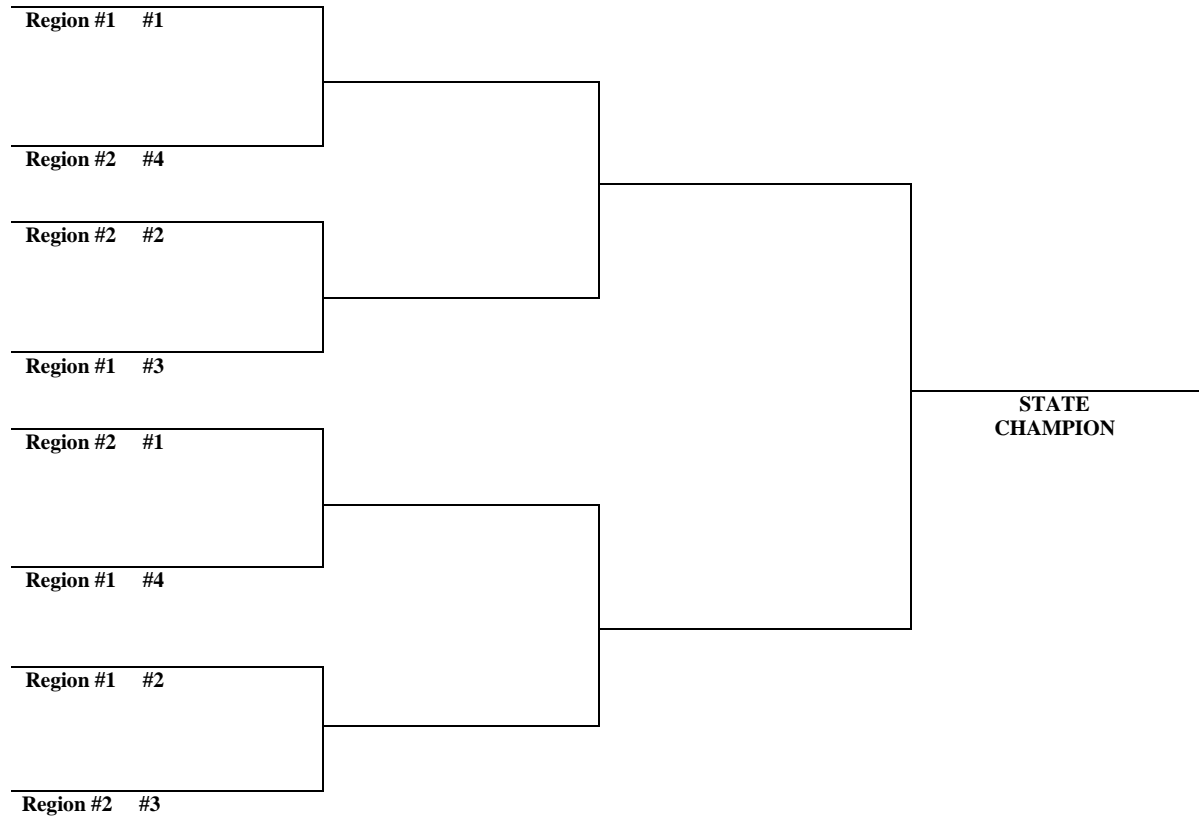 Region #1 #1
Region #2 #4
Region #2 #2
Region #1 #3
Region #2 #1
Region #1 #4
Region #1 #2
Region #2 #3
STATE
CHAMPION